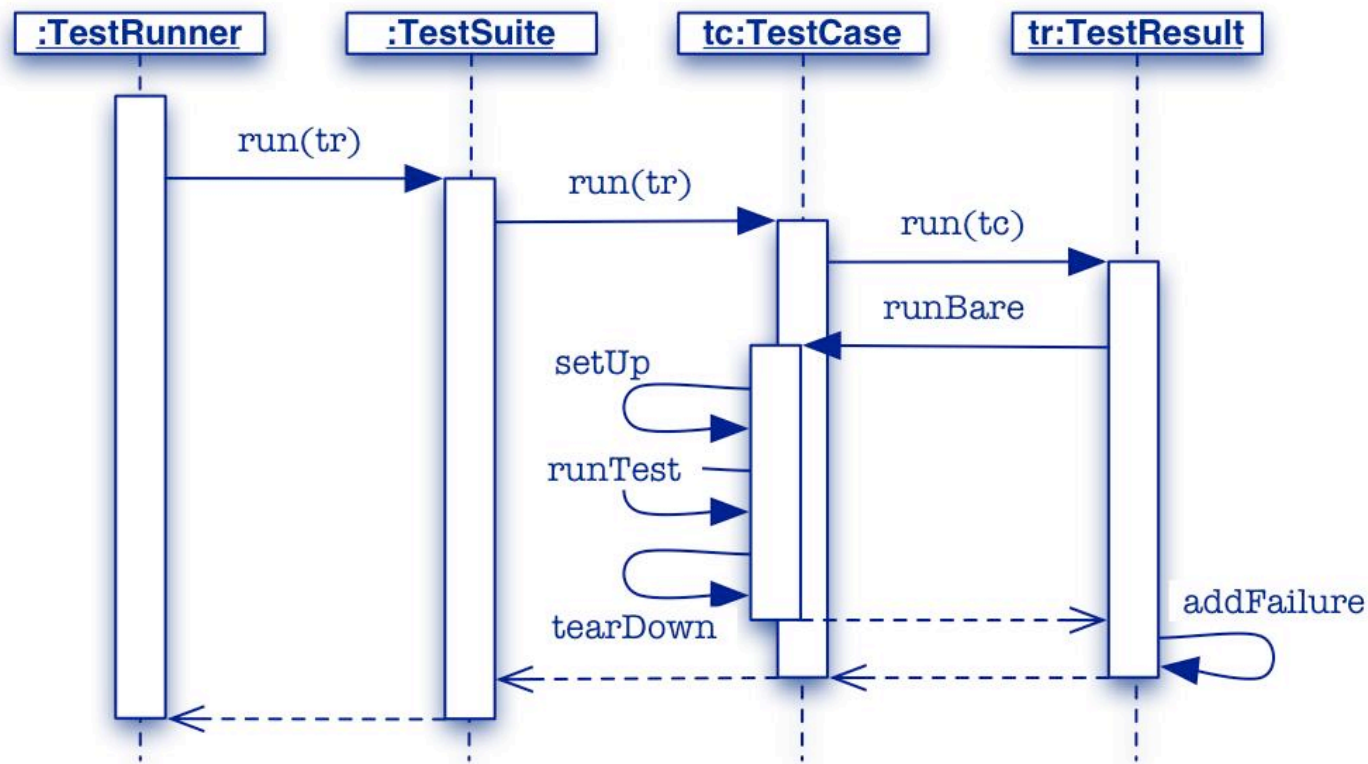 :TestRunner
:TestSuite
tc:TestCase
tr:TestResult
run(tr)
run(tr)
run(tc)
runBare
setUp
runTest
addFailure
tearDown